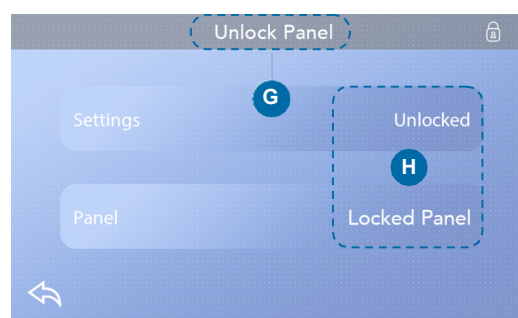 Unlock Panel
G
Settings Unlocked
H
Panel Locked Panel